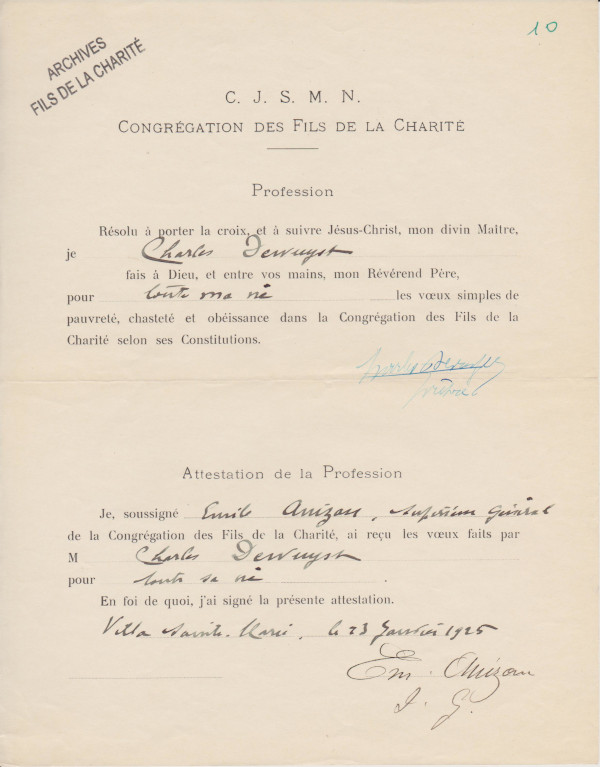 10
ARCHIVES
FILS DE LA CHARITÉ
C. J. S. M. N.
CONGRÉGATION DES FILS DE LA CHARITÉ
Profession
Résolu à porter la croix, et à suivre Jésus-Christ, mon divin Maître,
je Charles Dewuyst
fais à Dieu, et entre vos mains, mon Révérend Père,
pour toute ma vie les vœux simples de
pauvreté, chasteté et obéissance dans la Congrégation des Fils de la
Charité selon ses Constitutions.
Attestation de la Profession
Je, soussigné Emile Anizan, supérieur général
de la Congrégation des Fils de la Charité, ai reçu les vœux faits par
M Charles Dewuyst
pour toute sa vie
En foi de quoi, j'ai signé la présente attestation.
Villa Sainte-Marie, le 23 Janvier 1925
Em. Anizan